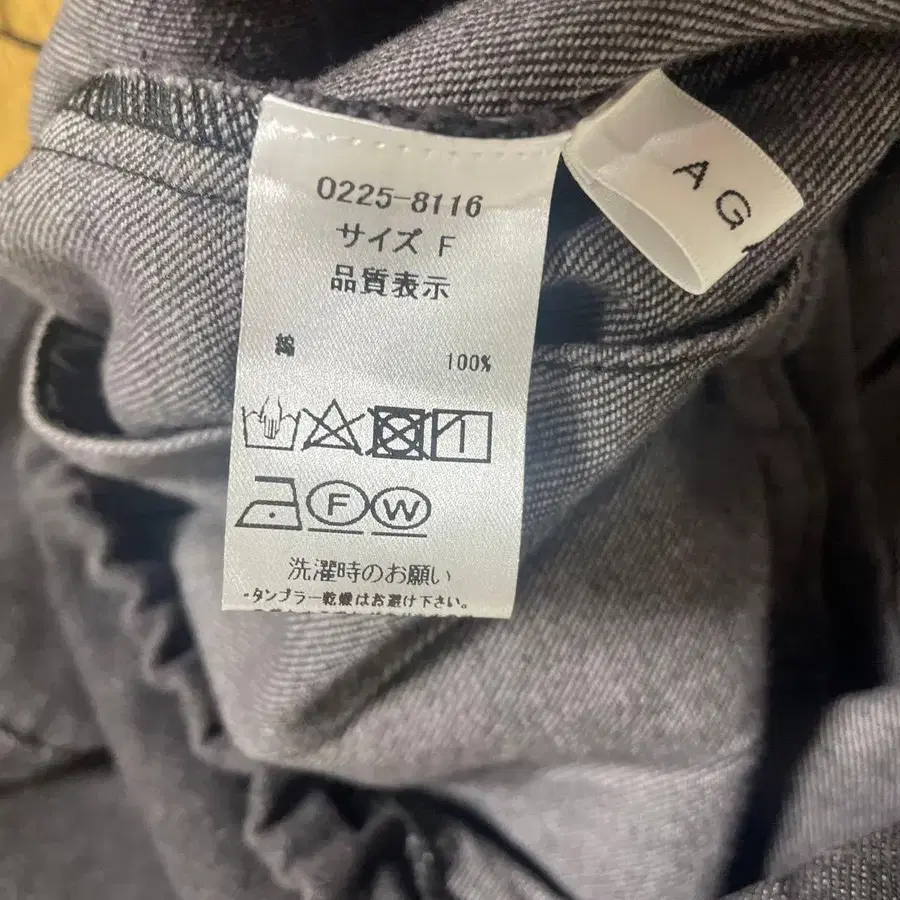 0225-8116
サイズ F
品質表示
綿 100%
F W
洗濯時のお願い
・タンブラー乾燥はお避け下さい。
AG